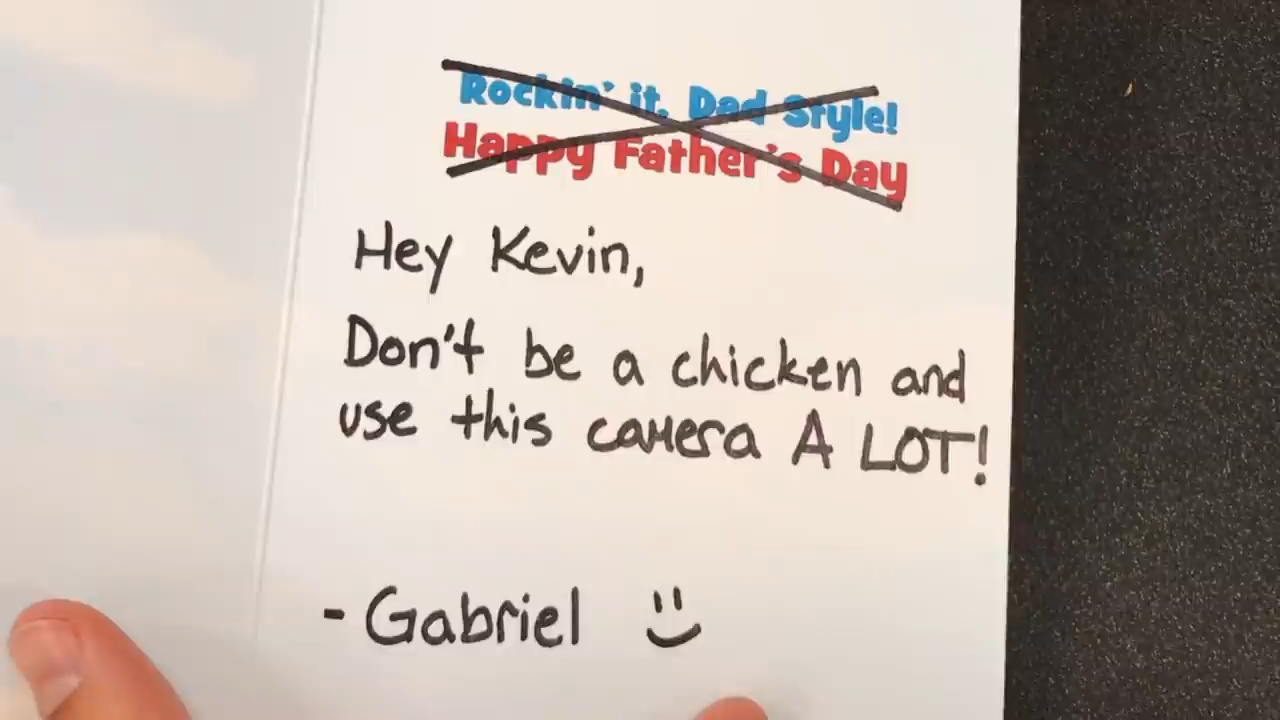 Rockin' it, Dad Style!
Happy Father's Day
Hey Kevin,
Don't be a chicken and
use this camera A LOT!
- Gabriel